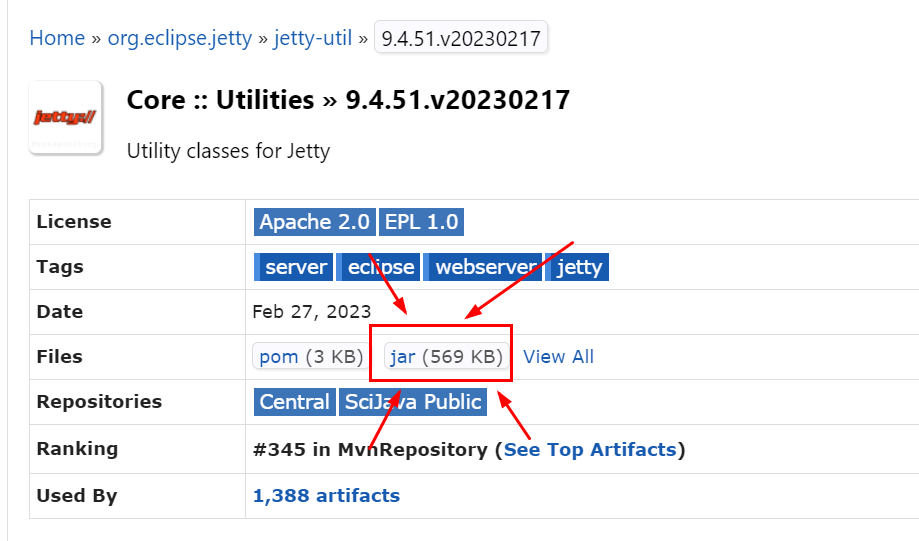 Home » org.eclipse.jetty » jetty-util » 9.4.51.v20230217
jetty://
Core :: Utilities » 9.4.51.v20230217
Utility classes for Jetty
License Apache 2.0 EPL 1.0
Tags server eclipse webserver jetty
Date Feb 27, 2023
Files pom (3 KB) jar (569 KB) View All
Repositories Central SciJava Public
Ranking #345 in MvnRepository (See Top Artifacts)
Used By 1,388 artifacts